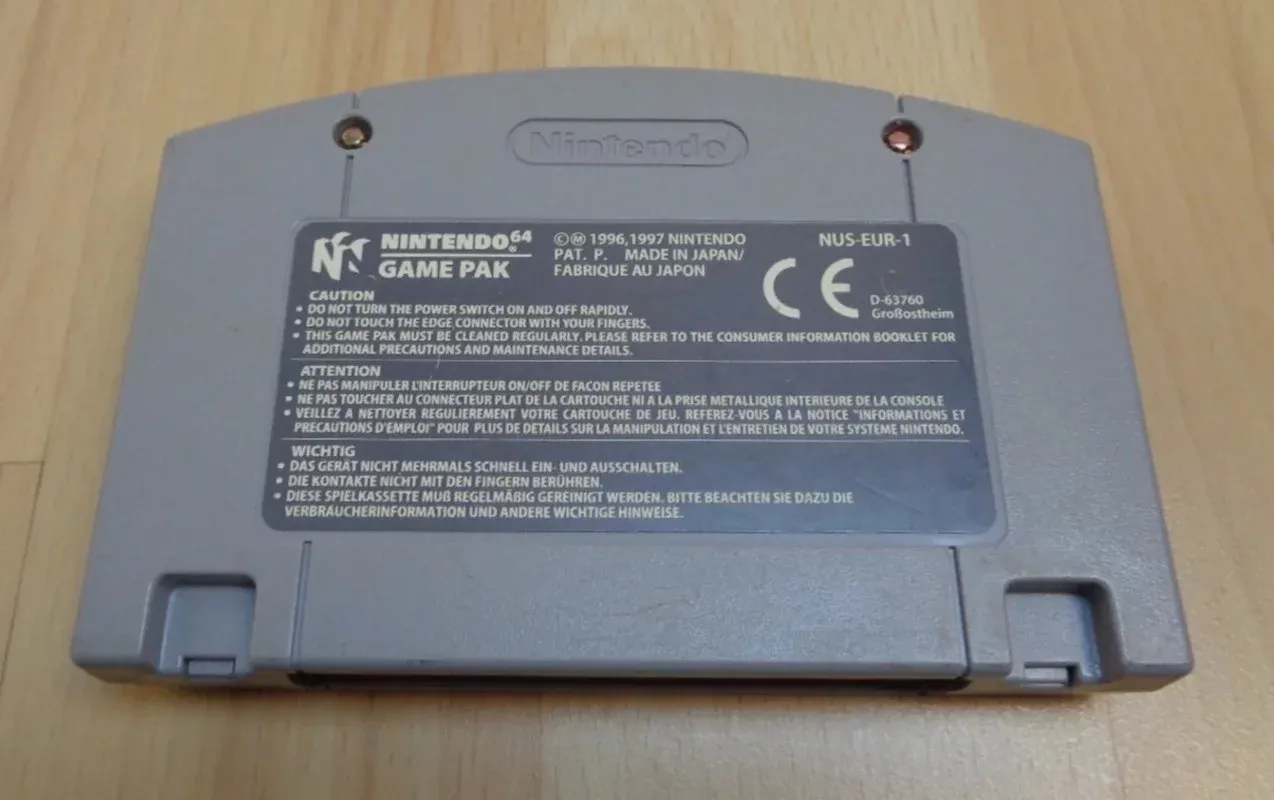 Nintendo
NINTENDO64®
GAME PAK
©Ⓜ 1996,1997 NINTENDO
PAT. P. MADE IN JAPAN/
FABRIQUE AU JAPON
NUS-EUR-1
CE
D-63760
Großostheim
CAUTION
• DO NOT TURN THE POWER SWITCH ON AND OFF RAPIDLY.
• DO NOT TOUCH THE EDGE CONNECTOR WITH YOUR FINGERS.
• THIS GAME PAK MUST BE CLEANED REGULARLY. PLEASE REFER TO THE CONSUMER INFORMATION BOOKLET FOR
ADDITIONAL PRECAUTIONS AND MAINTENANCE DETAILS.
ATTENTION
• NE PAS MANIPULER L'INTERRUPTEUR ON/OFF DE FACON REPETEE
• NE PAS TOUCHER AU CONNECTEUR PLAT DE LA CARTOUCHE NI A LA PRISE METALLIQUE INTERIEURE DE LA CONSOLE
• VEILLEZ A NETTOYER REGULIEREMENT VOTRE CARTOUCHE DE JEU. REFEREZ-VOUS A LA NOTICE "INFORMATIONS ET
PRECAUTIONS D'EMPLOI" POUR PLUS DE DETAILS SUR LA MANIPULATION ET L'ENTRETIEN DE VOTRE SYSTEME NINTENDO.
WICHTIG
• DAS GERÄT NICHT MEHRMALS SCHNELL EIN- UND AUSSCHALTEN.
• DIE KONTAKTE NICHT MIT DEN FINGERN BERÜHREN.
• DIESE SPIELKASSETTE MUß REGELMÄßIG GEREINIGT WERDEN. BITTE BEACHTEN SIE DAZU DIE
VERBRAUCHERINFORMATION UND ANDERE WICHTIGE HINWEISE.